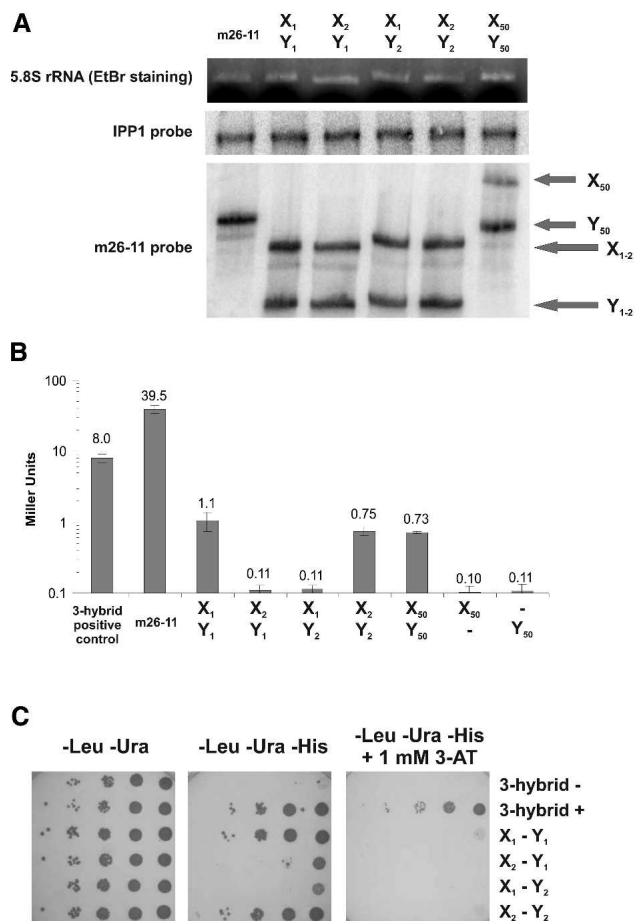 A
m26-11
X₁ X₂ X₁ X₂ X₅₀
Y₁ Y₁ Y₂ Y₂ Y₅₀
5.8S rRNA (EtBr staining)
IPP1 probe
X₅₀
Y₅₀
m26-11 probe
X₁₋₂
Y₁₋₂
B
Miller Units
100
10
1
0.1
8.0
39.5
1.1
0.11
0.11
0.75
0.73
0.10
0.11
3-hybrid
positive
control
m26-11
X₁ X₂ X₁ X₂ X₅₀ -
Y₁ Y₁ Y₂ Y₂ Y₅₀ - Y₅₀
C
-Leu -Ura
-Leu -Ura -His
-Leu -Ura -His
+ 1 mM 3-AT
3-hybrid -
3-hybrid +
X₁ - Y₁
X₂ - Y₁
X₁ - Y₂
X₂ - Y₂